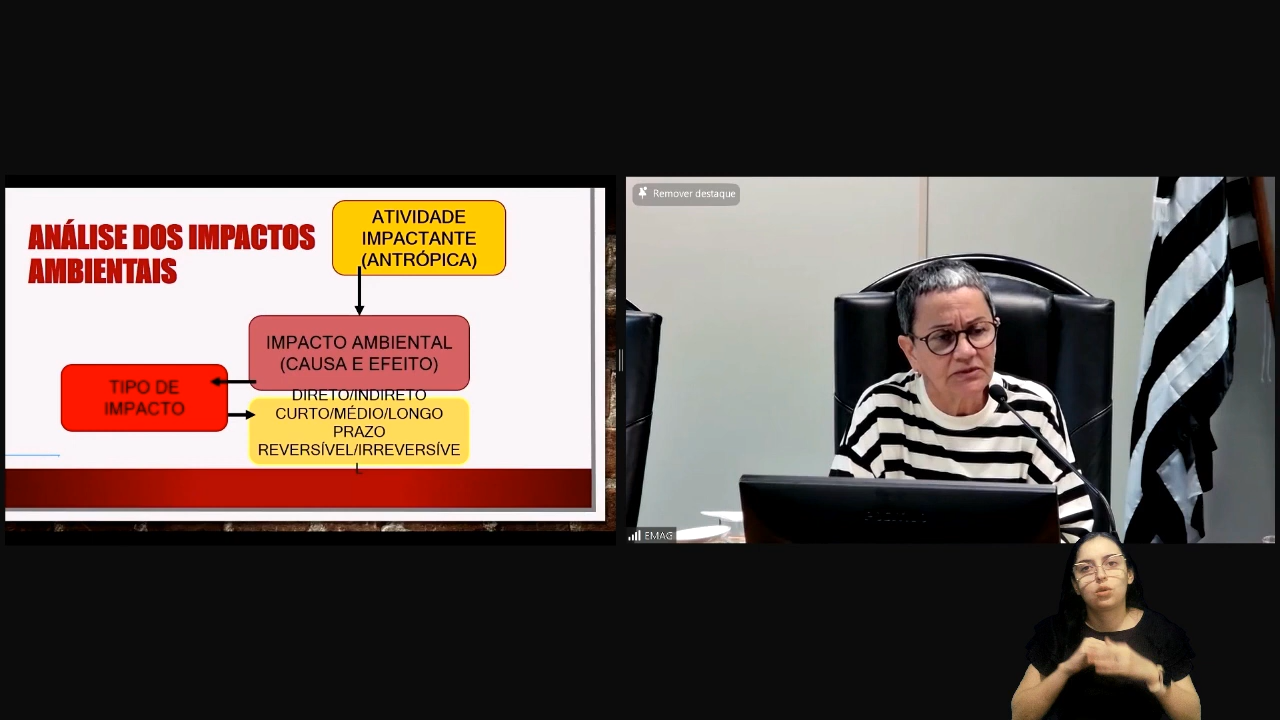 ANÁLISE DOS IMPACTOS
AMBIENTAIS
ATIVIDADE
IMPACTANTE
(ANTRÓPICA)
IMPACTO AMBIENTAL
(CAUSA E EFEITO)
TIPO DE
IMPACTO
DIRETO/INDIRETO
CURTO/MÉDIO/LONGO
PRAZO
REVERSÍVEL/IRREVERSÍVE
L
Remover destaque
EMAG